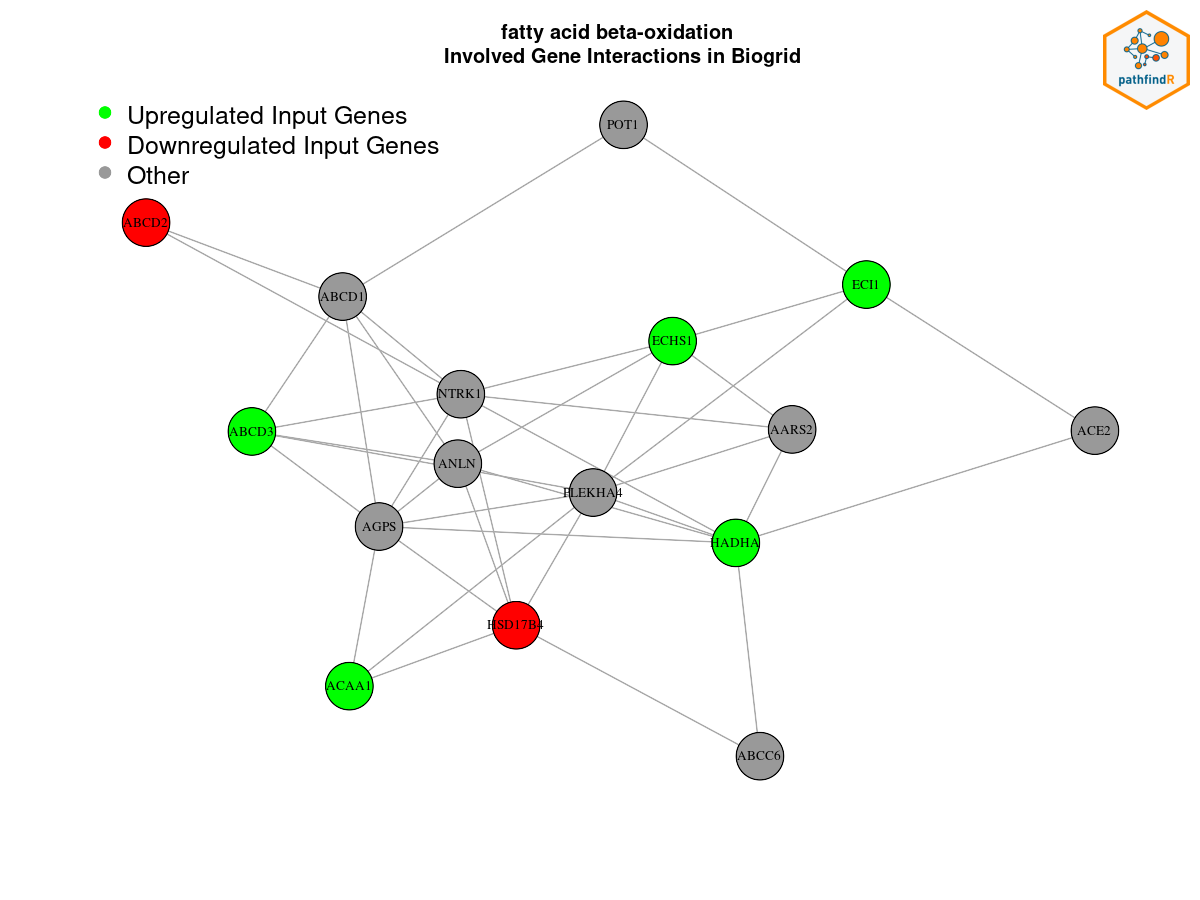 fatty acid beta-oxidation
Involved Gene Interactions in Biogrid
pathfindR
Upregulated Input Genes
Downregulated Input Genes
Other
POT1
ABCD2
ECI1
ABCD1
ECHS1
NTRK1
AARS2
ACE2
ABCD3
ANLN
PLEKHA4
AGPS
HADHA
HSD17B4
ACAA1
ABCC6